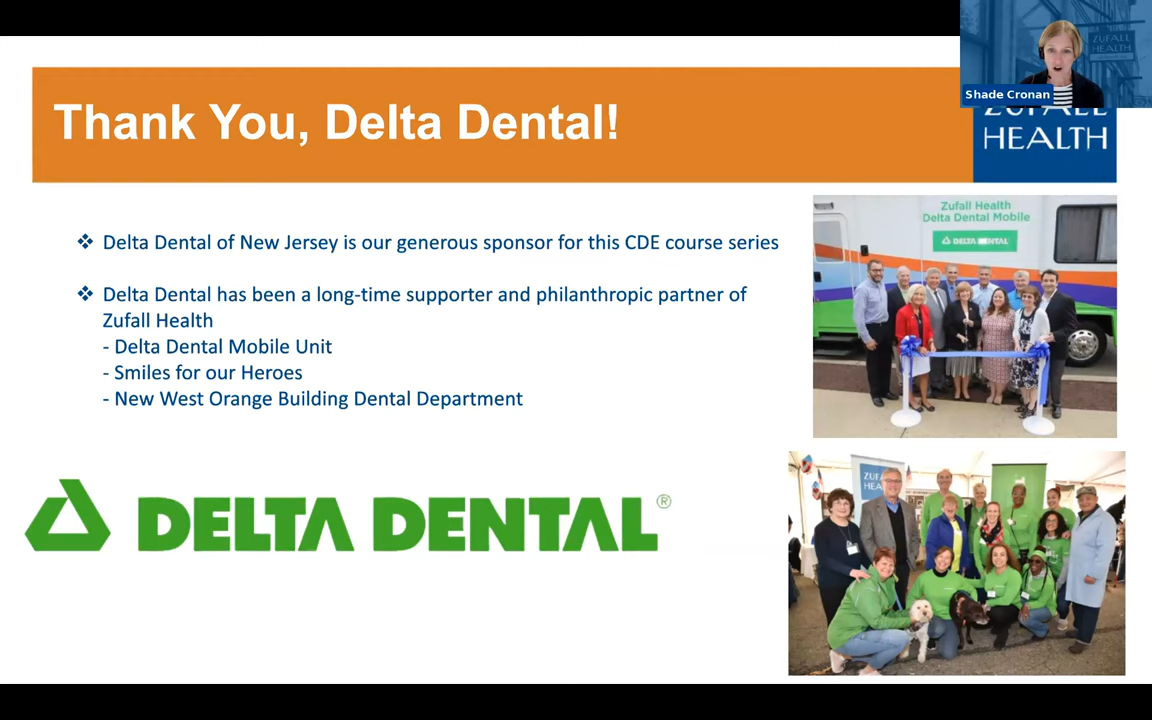 Thank You, Delta Dental!
ZUFALL
HEALTH
Shade Cronan
ZUFALL
HEALTH
❖ Delta Dental of New Jersey is our generous sponsor for this CDE course series
❖ Delta Dental has been a long-time supporter and philanthropic partner of
Zufall Health
- Delta Dental Mobile Unit
- Smiles for our Heroes
- New West Orange Building Dental Department
Zufall Health
Delta Dental Mobile
DELTA DENTAL
DELTA DENTAL®